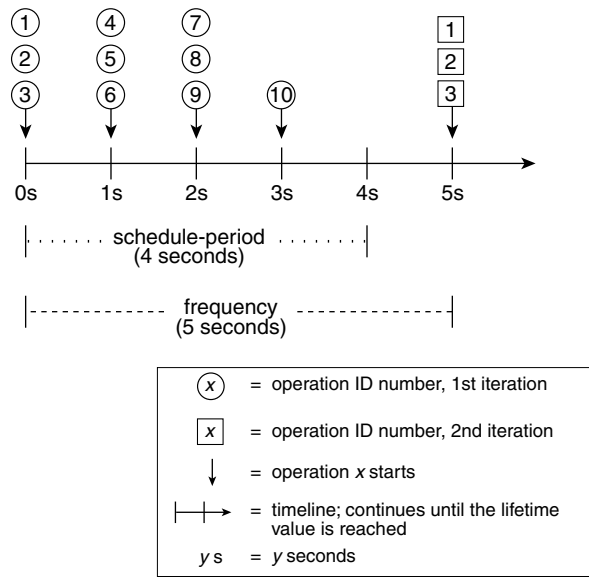 1 4 7 1
2 5 8 2
3 6 9 10 3
0s 1s 2s 3s 4s 5s
schedule-period
(4 seconds)
frequency
(5 seconds)
x = operation ID number, 1st iteration
x = operation ID number, 2nd iteration
= operation x starts
= timeline; continues until the lifetime
value is reached
y s = y seconds